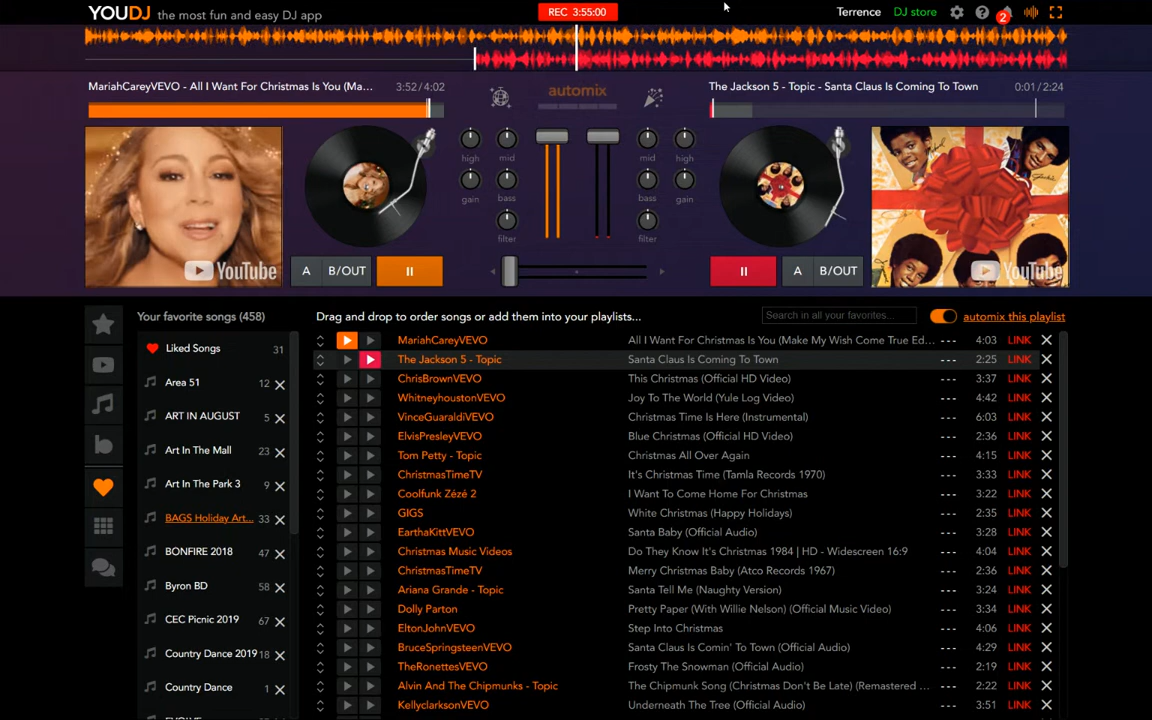 YOUDJ the most fun and easy DJ app
REC 3:55:00
Terrence DJ store 2
MariahCareyVEVO - All I Want For Christmas Is You (Ma... 3:52/4:02
automix
The Jackson 5 - Topic - Santa Claus Is Coming To Town 0:01/2:24
high mid mid high
gain bass bass gain
filter filter
YouTube
A B/OUT
A B/OUT
YouTube
Your favorite songs (458)
Liked Songs 31
Area 51 12
ART IN AUGUST 5
Art In The Mall 23
Art In The Park 3 9
BAGS Holiday Art... 33
BONFIRE 2018 47
Byron BD 58
CEC Picnic 2019 67
Country Dance 2019 18
Country Dance 1
Drag and drop to order songs or add them into your playlists... Search in all your favorites... automix this playlist
MariahCareyVEVO All I Want For Christmas Is You (Make My Wish Come True Ed... --- 4:03 LINK
The Jackson 5 - Topic Santa Claus Is Coming To Town --- 2:25 LINK
ChrisBrownVEVO This Christmas (Official HD Video) --- 3:37 LINK
WhitneyhoustonVEVO Joy To The World (Yule Log Video) --- 4:42 LINK
VinceGuaraldiVEVO Christmas Time Is Here (Instrumental) --- 6:03 LINK
ElvisPresleyVEVO Blue Christmas (Official HD Video) --- 2:36 LINK
Tom Petty - Topic Christmas All Over Again --- 4:15 LINK
ChristmasTimeTV It's Christmas Time (Tamla Records 1970) --- 3:33 LINK
Coolfunk Zézé 2 I Want To Come Home For Christmas --- 3:22 LINK
GIGS White Christmas (Happy Holidays) --- 2:35 LINK
EarthaKittVEVO Santa Baby (Official Audio) --- 3:28 LINK
Christmas Music Videos Do They Know It's Christmas 1984 | HD - Widescreen 16:9 --- 4:04 LINK
ChristmasTimeTV Merry Christmas Baby (Atco Records 1967) --- 2:36 LINK
Ariana Grande - Topic Santa Tell Me (Naughty Version) --- 3:24 LINK
Dolly Parton Pretty Paper (With Willie Nelson) (Official Music Video) --- 3:34 LINK
EltonJohnVEVO Step Into Christmas --- 4:06 LINK
BruceSpringsteenVEVO Santa Claus Is Comin' To Town (Official Audio) --- 4:29 LINK
TheRonettesVEVO Frosty The Snowman (Official Audio) --- 2:19 LINK
Alvin And The Chipmunks - Topic The Chipmunk Song (Christmas Don't Be Late) (Remastered ... --- 2:22 LINK
KellyclarksonVEVO Underneath The Tree (Official Audio) --- 3:51 LINK